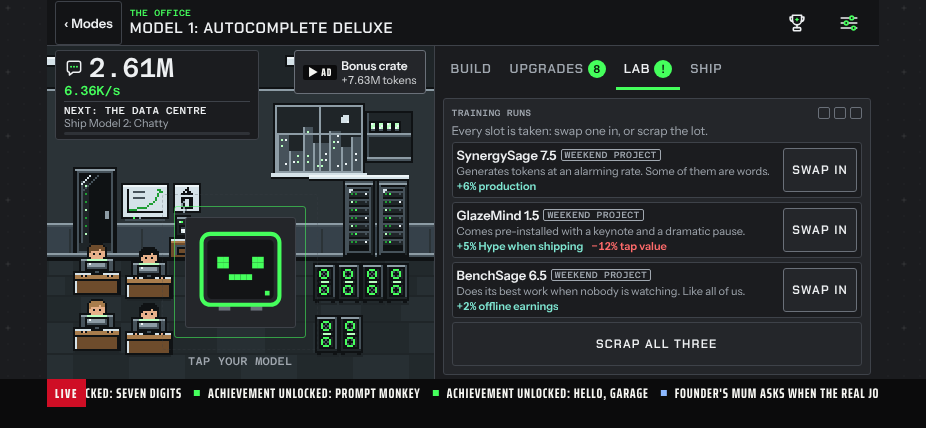 ‹ Modes
THE OFFICE
MODEL 1: AUTOCOMPLETE DELUXE
2.61M
6.36K/s
NEXT: THE DATA CENTRE
Ship Model 2: Chatty
▶ AD
Bonus crate
+7.63M tokens
TAP YOUR MODEL
BUILD
UPGRADES 8
LAB !
SHIP
TRAINING RUNS
Every slot is taken: swap one in, or scrap the lot.
SynergySage 7.5 WEEKEND PROJECT
Generates tokens at an alarming rate. Some of them are words.
+6% production
SWAP IN
GlazeMind 1.5 WEEKEND PROJECT
Comes pre-installed with a keynote and a dramatic pause.
+5% Hype when shipping −12% tap value
SWAP IN
BenchSage 6.5 WEEKEND PROJECT
Does its best work when nobody is watching. Like all of us.
+2% offline earnings
SWAP IN
SCRAP ALL THREE
LIVE CKED: SEVEN DIGITS ■ ACHIEVEMENT UNLOCKED: PROMPT MONKEY ■ ACHIEVEMENT UNLOCKED: HELLO, GARAGE ■ FOUNDER'S MUM ASKS WHEN THE REAL JO